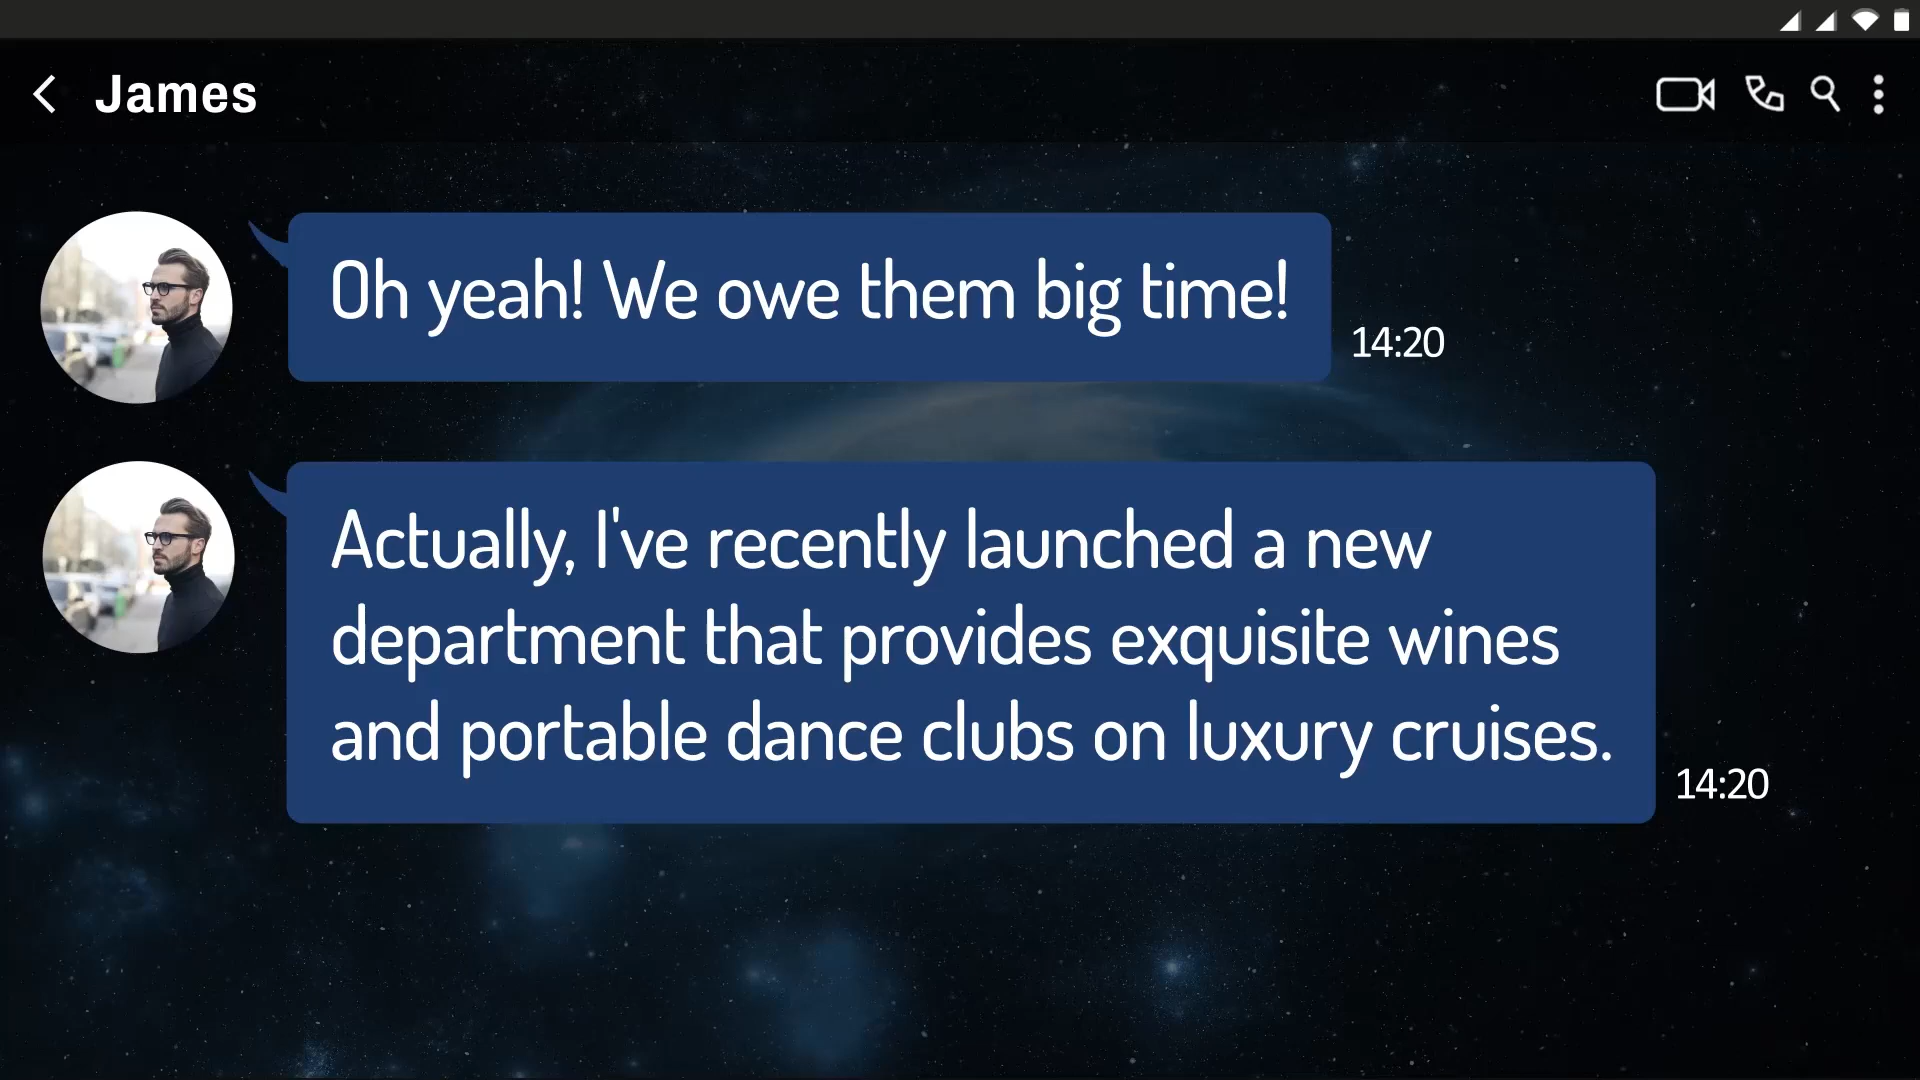 James
Oh yeah! We owe them big time!
14:20
Actually, I've recently launched a new
department that provides exquisite wines
and portable dance clubs on luxury cruises.
14:20